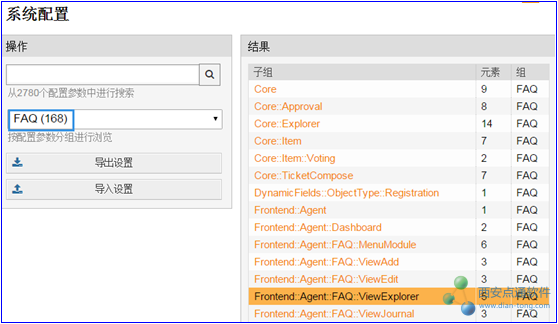 系统配置
操作
从2780个配置参数中进行搜索
FAQ (168)
按配置参数分组进行浏览
导出设置
导入设置
结果
子组 元素 组
Core 9 FAQ
Core::Approval 8 FAQ
Core::Explorer 14 FAQ
Core::Item 7 FAQ
Core::Item::Voting 2 FAQ
Core::TicketCompose 7 FAQ
DynamicFields::ObjectType::Registration 1 FAQ
Frontend::Agent 1 FAQ
Frontend::Agent::Dashboard 2 FAQ
Frontend::Agent::FAQ::MenuModule 6 FAQ
Frontend::Agent::FAQ::ViewAdd 3 FAQ
Frontend::Agent::FAQ::ViewEdit 3 FAQ
Frontend::Agent::FAQ::ViewExplorer 5 FAQ
Frontend::Agent::FAQ::ViewJournal 3 FAQ
西安点通软件
www.dian-tong.com